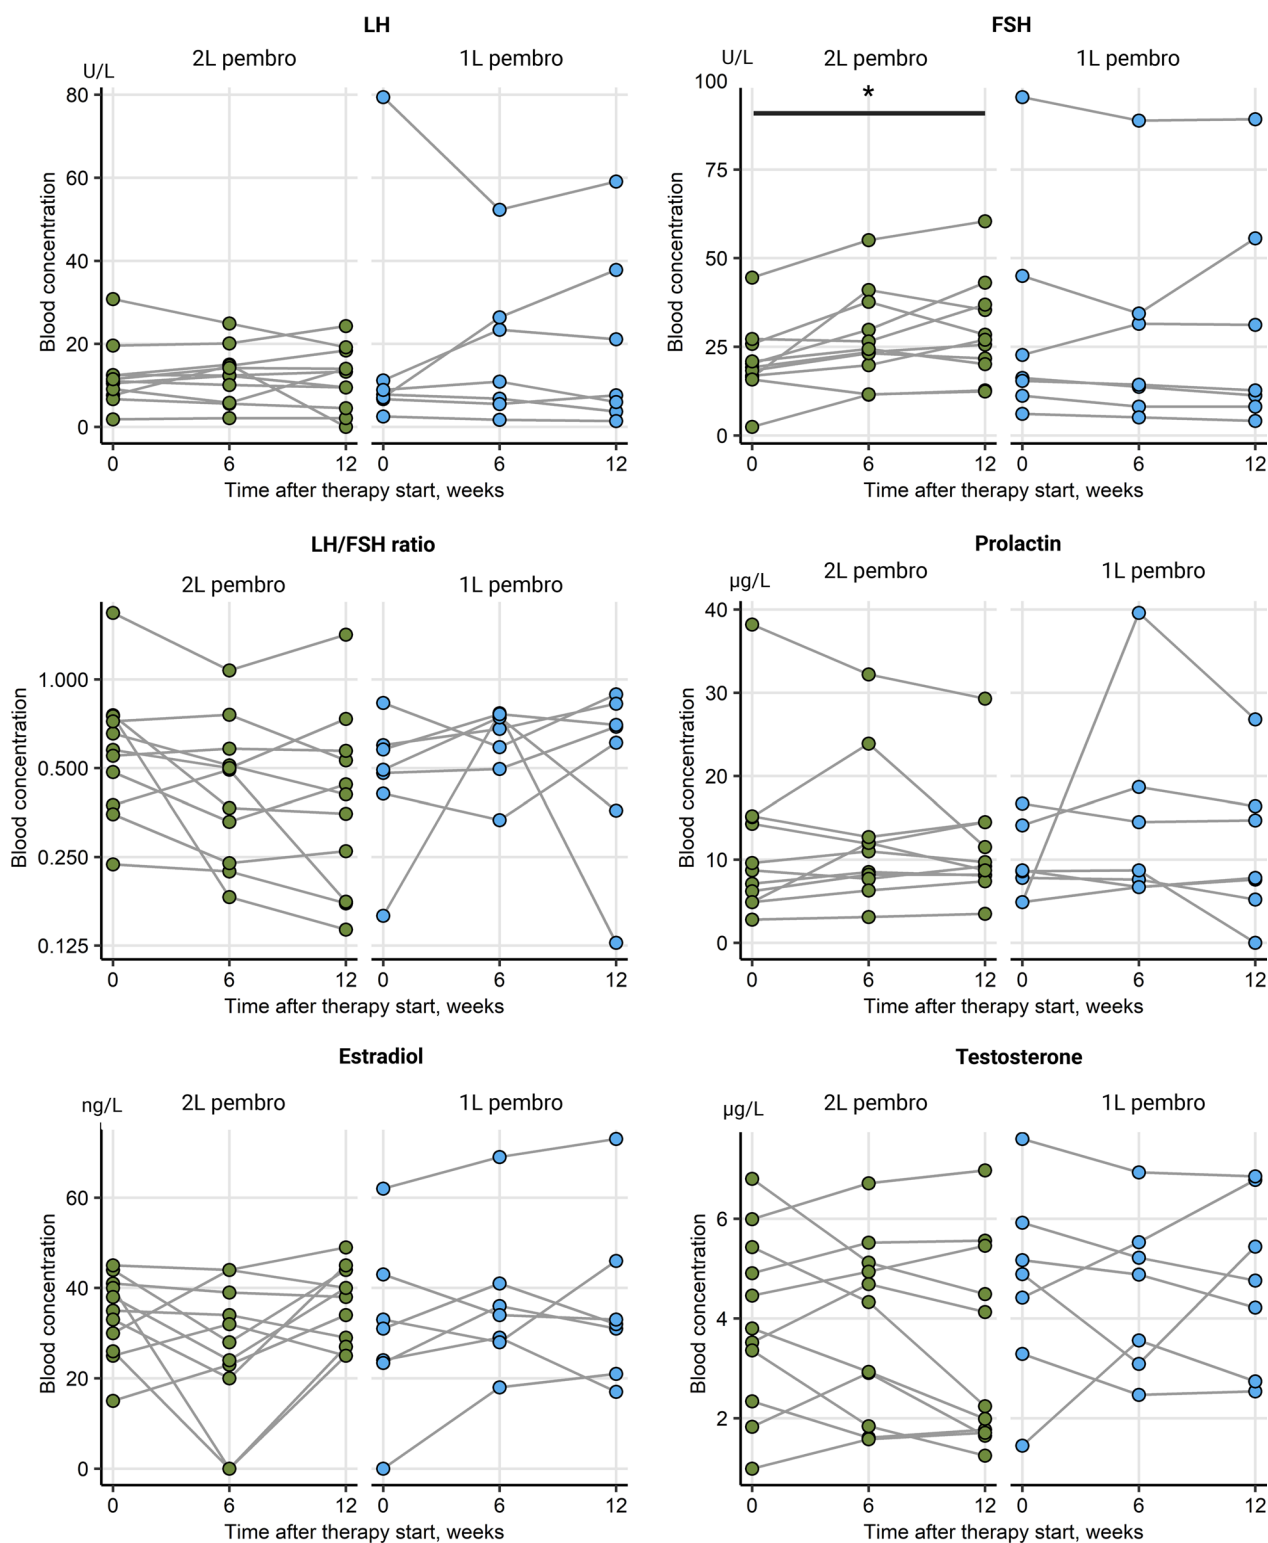 LH
2L pembro 1L pembro
U/L
80
60
40
20
0
Blood concentration
0 6 12 0 6 12
Time after therapy start, weeks
FSH
2L pembro 1L pembro
U/L
100
*
75
50
25
0
Blood concentration
0 6 12 0 6 12
Time after therapy start, weeks
LH/FSH ratio
2L pembro 1L pembro
1.000
0.500
0.250
0.125
Blood concentration
0 6 12 0 6 12
Time after therapy start, weeks
Prolactin
2L pembro 1L pembro
µg/L
40
30
20
10
0
Blood concentration
0 6 12 0 6 12
Time after therapy start, weeks
Estradiol
2L pembro 1L pembro
ng/L
60
40
20
0
Blood concentration
0 6 12 0 6 12
Time after therapy start, weeks
Testosterone
2L pembro 1L pembro
µg/L
6
4
2
Blood concentration
0 6 12 0 6 12
Time after therapy start, weeks